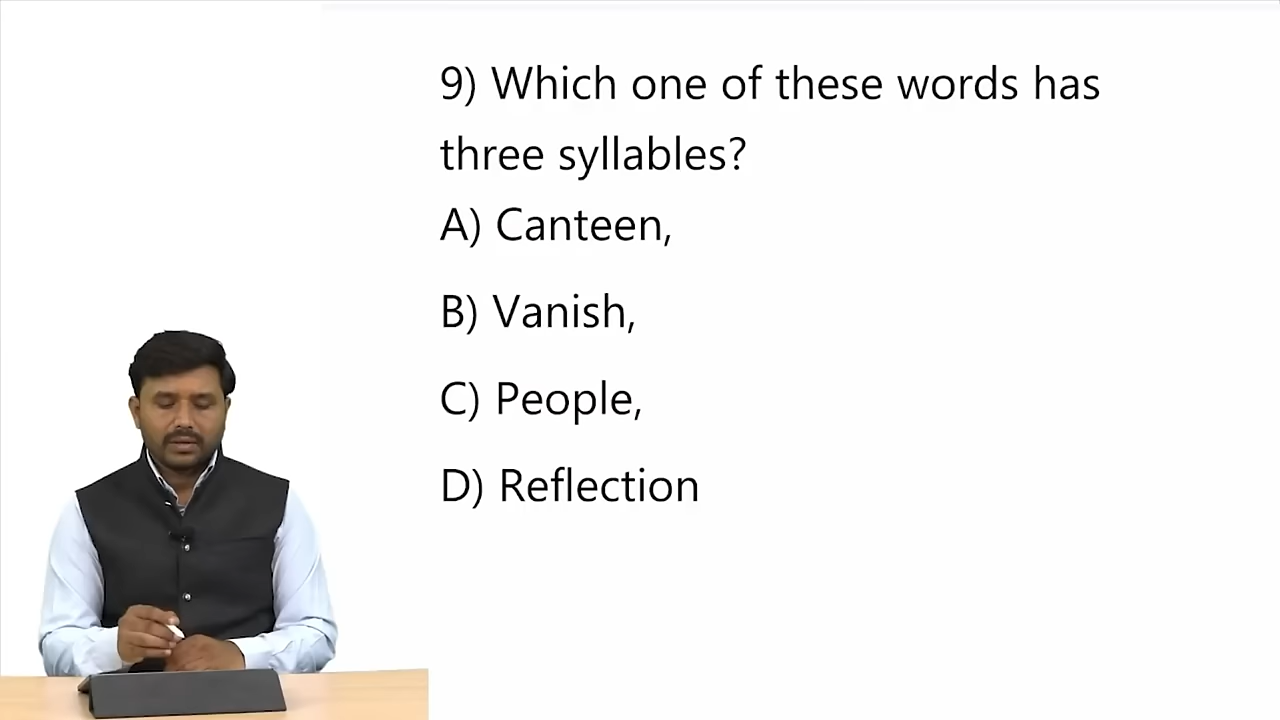 9) Which one of these words has
three syllables?
A) Canteen,
B) Vanish,
C) People,
D) Reflection